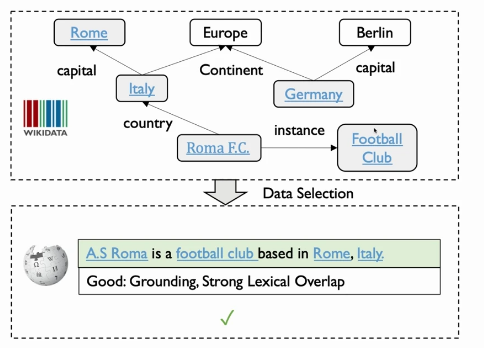 Rome
Europe
Berlin
capital
Continent
capital
Italy
Germany
WIKIDATA
country
instance
Roma F.C.
Football
Club
Data Selection
A.S Roma is a football club based in Rome, Italy.
Good: Grounding, Strong Lexical Overlap